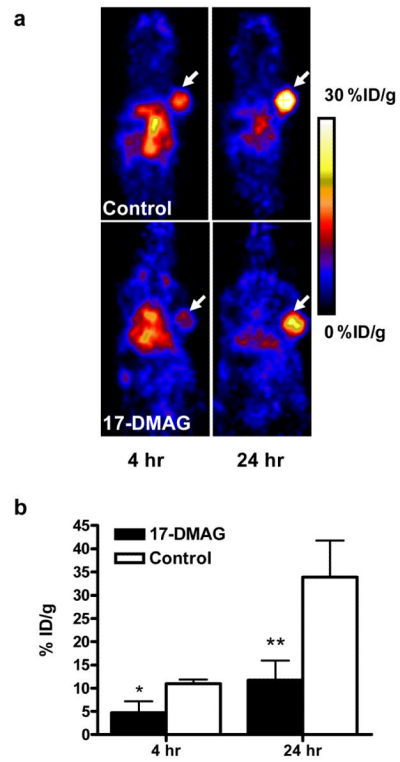 a
30 %ID/g
Control
0 %ID/g
17-DMAG
4 hr 24 hr
b
% ID/g
45
40
35
30
25
20
15
10
5
0
17-DMAG
Control
*
**
4 hr 24 hr